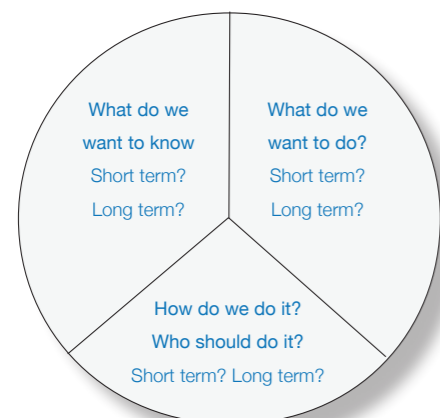 What do we
want to know
Short term?
Long term?
What do we
want to do?
Short term?
Long term?
How do we do it?
Who should do it?
Short term? Long term?